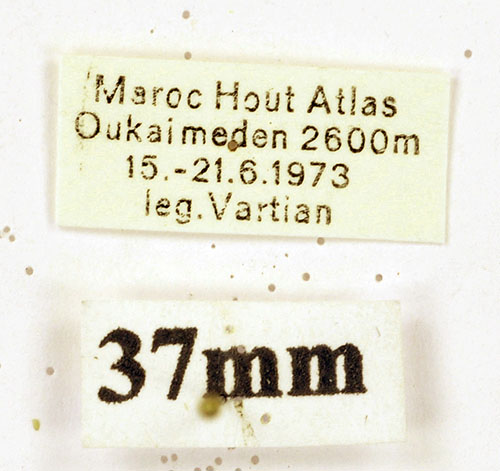 Maroc Hout Atlas
Oukaimeden 2600m
15.-21.6.1973
leg. Vartian
37mm